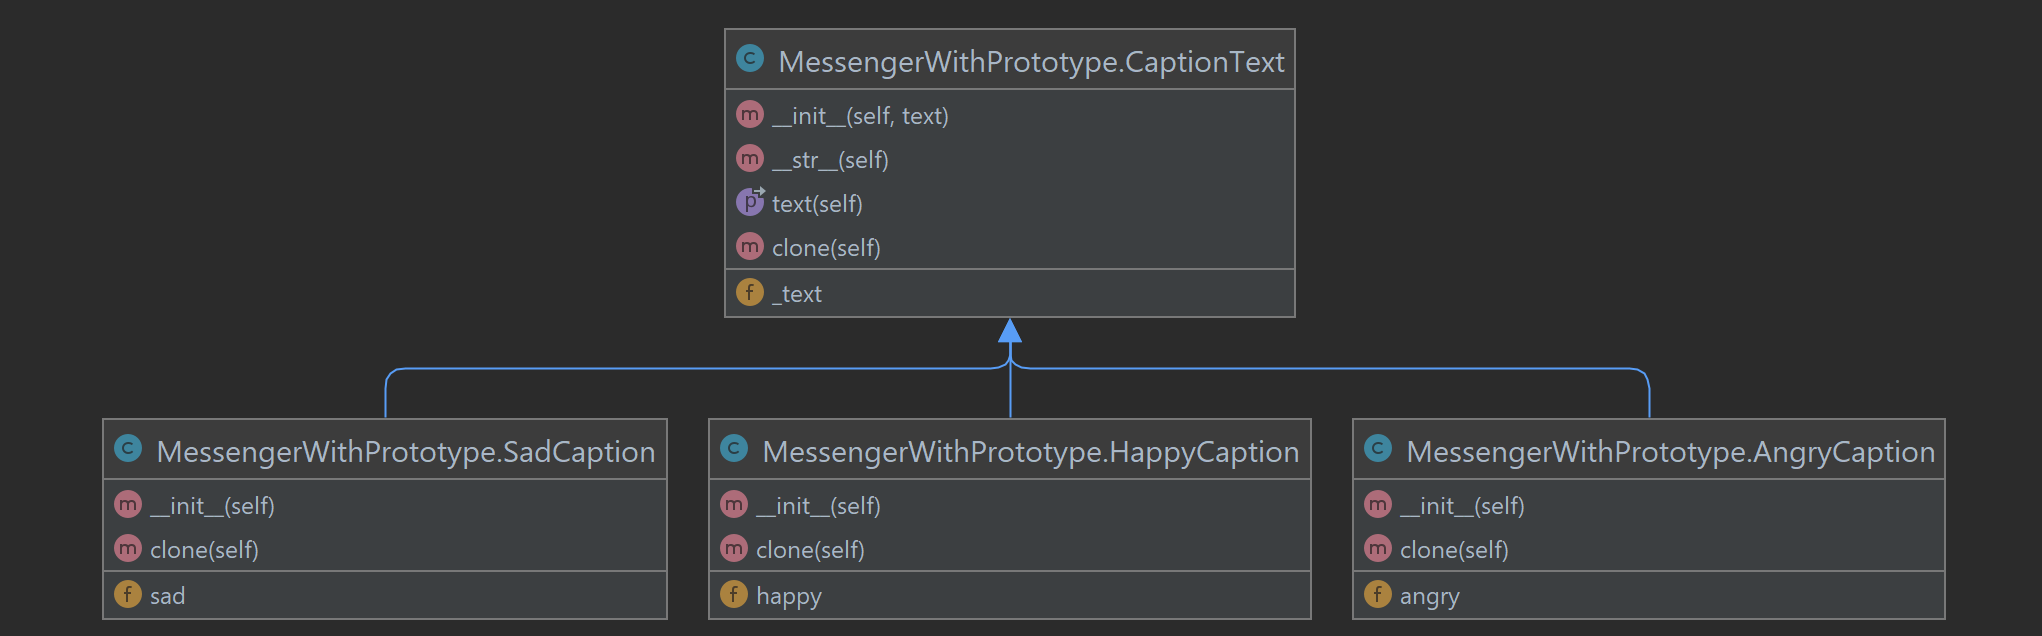 C MessengerWithPrototype.CaptionText
m __init__(self, text)
m __str__(self)
p text(self)
m clone(self)
f _text
C MessengerWithPrototype.SadCaption
m __init__(self)
m clone(self)
f sad
C MessengerWithPrototype.HappyCaption
m __init__(self)
m clone(self)
f happy
C MessengerWithPrototype.AngryCaption
m __init__(self)
m clone(self)
f angry